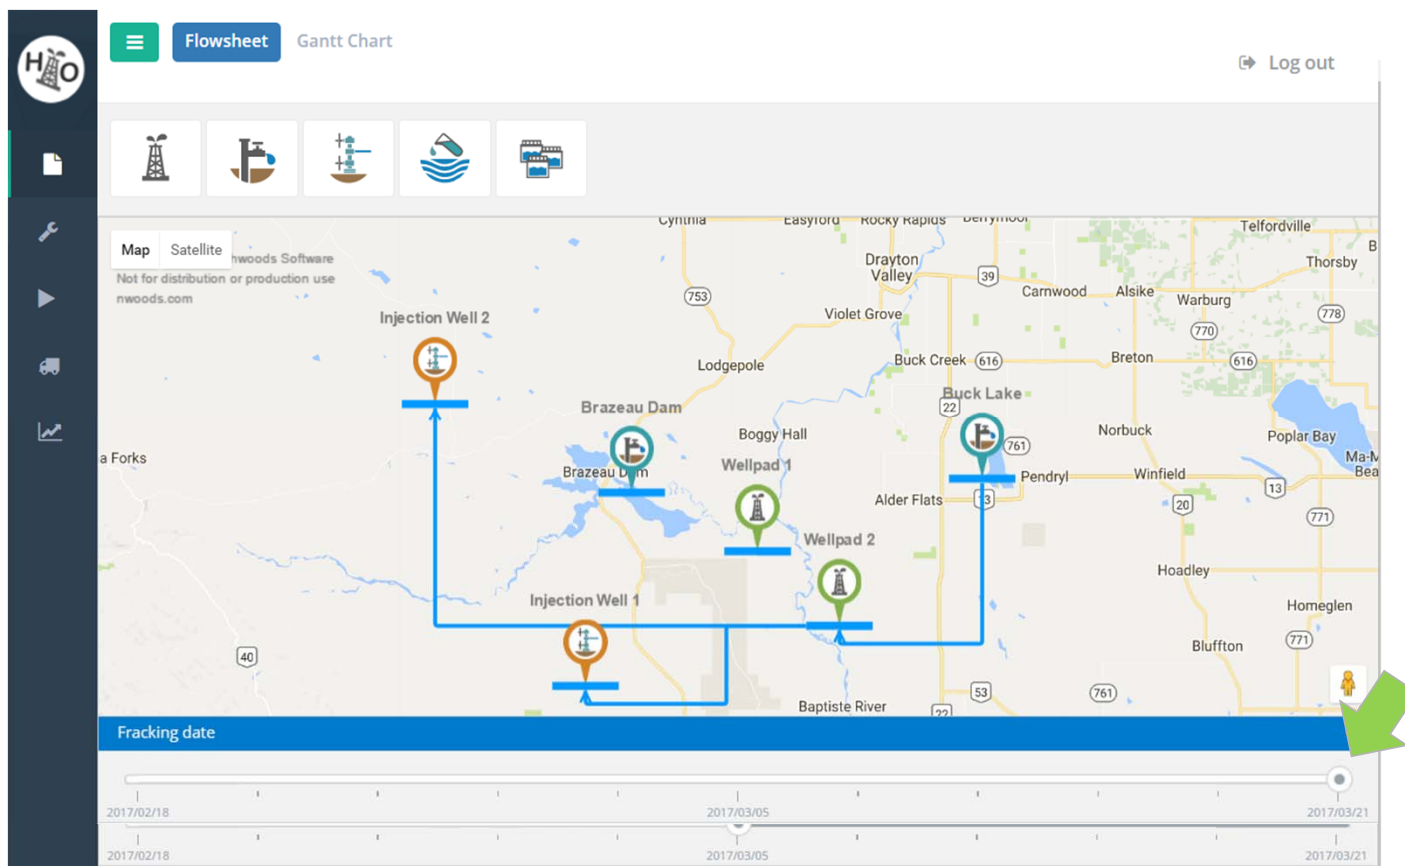 H O
Flowsheet
Gantt Chart
Log out
Map
Satellite
hwoods Software
Not for distribution or production use
nwoods.com
Cynthia
Easyford
Rocky Rapids
Berrymoor
Telfordville
Thorsby
Drayton
Valley
39
Carnwood
Alsike
Warburg
753
Violet Grove
770
778
Injection Well 2
Lodgepole
Buck Creek
616
Breton
616
Buck Lake
22
Brazeau Dam
Boggy Hall
761
Norbuck
Poplar Bay
a Forks
Wellpad 1
Brazeau Dam
Pendryl
Winfield
Ma-M
Bea
Alder Flats
13
13
20
771
Wellpad 2
Hoadley
Injection Well 1
Homeglen
Bluffton
771
40
53
761
Baptiste River
22
Fracking date
2017/02/18
2017/03/05
2017/03/21
2017/02/18
2017/03/05
2017/03/21